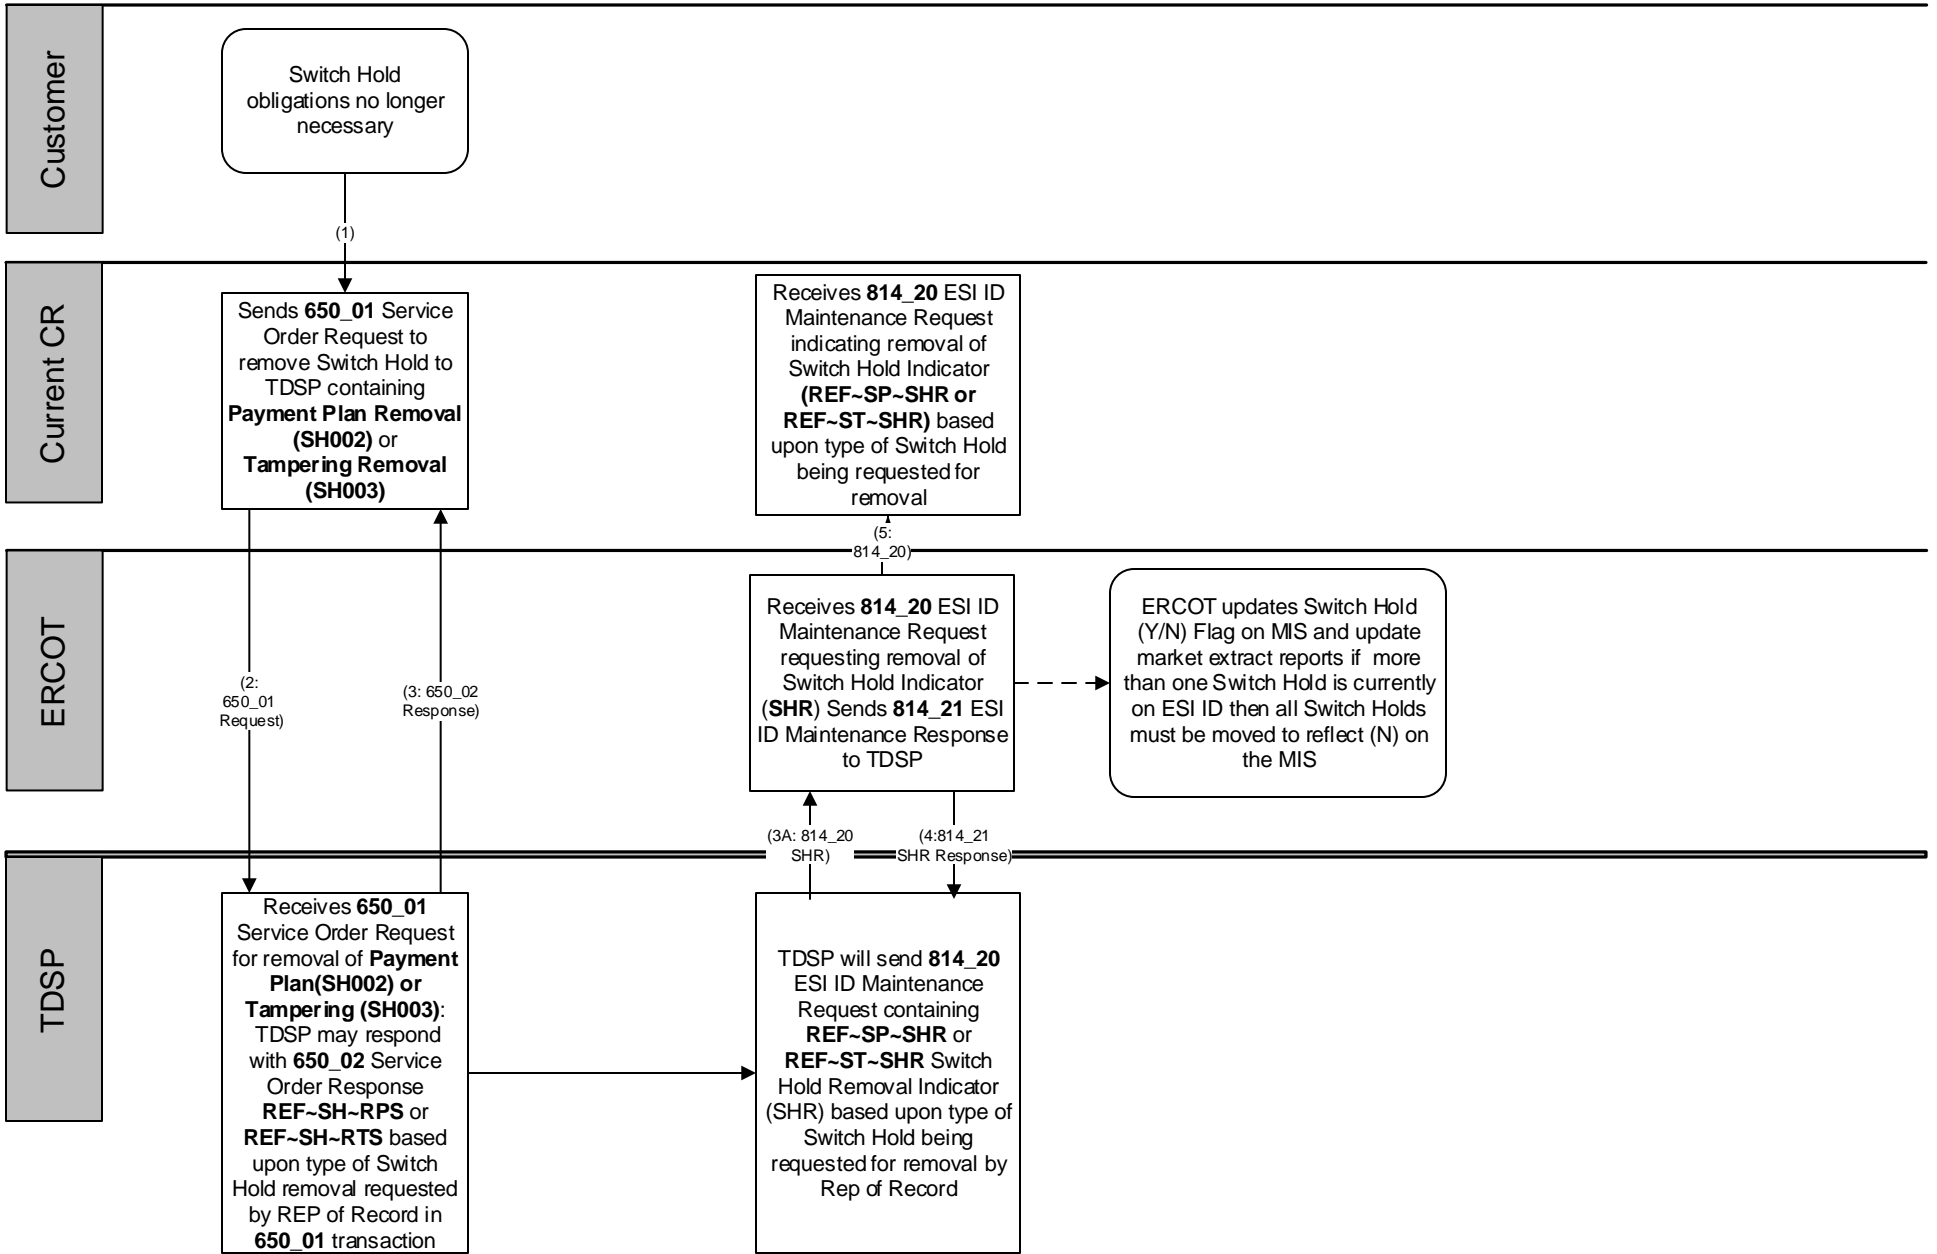 Customer
Switch Hold
obligations no longer
necessary
(1)
Current CR
Sends 650_01 Service
Order Request to
remove Switch Hold to
TDSP containing
Payment Plan Removal
(SH002) or
Tampering Removal
(SH003)
Receives 814_20 ESI ID
Maintenance Request
indicating removal of
Switch Hold Indicator
(REF~SP~SHR or
REF~ST~SHR) based
upon type of Switch Hold
being requested for
removal
(5:
814_20)
ERCOT
(2:
650_01
Request)
(3: 650_02
Response)
Receives 814_20 ESI ID
Maintenance Request
requesting removal of
Switch Hold Indicator
(SHR) Sends 814_21 ESI
ID Maintenance Response
to TDSP
ERCOT updates Switch Hold
(Y/N) Flag on MIS and update
market extract reports if more
than one Switch Hold is currently
on ESI ID then all Switch Holds
must be moved to reflect (N) on
the MIS
(3A: 814_20
SHR)
(4:814_21
SHR Response)
TDSP
Receives 650_01
Service Order Request
for removal of Payment
Plan(SH002) or
Tampering (SH003):
TDSP may respond
with 650_02 Service
Order Response
REF~SH~RPS or
REF~SH~RTS based
upon type of Switch
Hold removal requested
by REP of Record in
650_01 transaction
TDSP will send 814_20
ESI ID Maintenance
Request containing
REF~SP~SHR or
REF~ST~SHR Switch
Hold Removal Indicator
(SHR) based upon type of
Switch Hold being
requested for removal by
Rep of Record